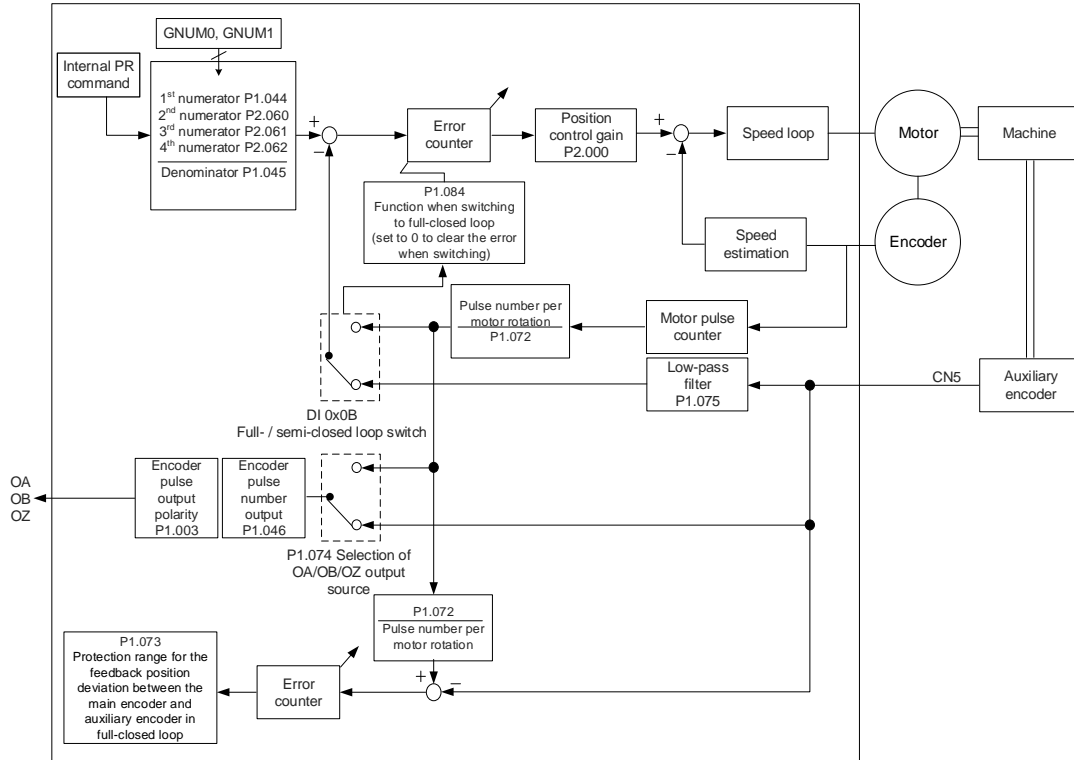 GNUM0, GNUM1
Internal PR
command
1st numerator P1.044
2nd numerator P2.060
3rd numerator P2.061
4th numerator P2.062
Denominator P1.045
+
−
Error
counter
Position
control gain
P2.000
+
−
Speed loop
Motor
Machine
P1.084
Function when switching
to full-closed loop
(set to 0 to clear the error
when switching)
Speed
estimation
Encoder
Pulse number per
motor rotation
P1.072
Motor pulse
counter
Low-pass
filter
P1.075
CN5
Auxiliary
encoder
DI 0x0B
Full- / semi-closed loop switch
OA
OB
OZ
Encoder
pulse
output
polarity
P1.003
Encoder
pulse
number
output
P1.046
P1.074 Selection of
OA/OB/OZ output
source
P1.072
Pulse number per
motor rotation
P1.073
Protection range for the
feedback position
deviation between the
main encoder and
auxiliary encoder in
full-closed loop
Error
counter
+
−